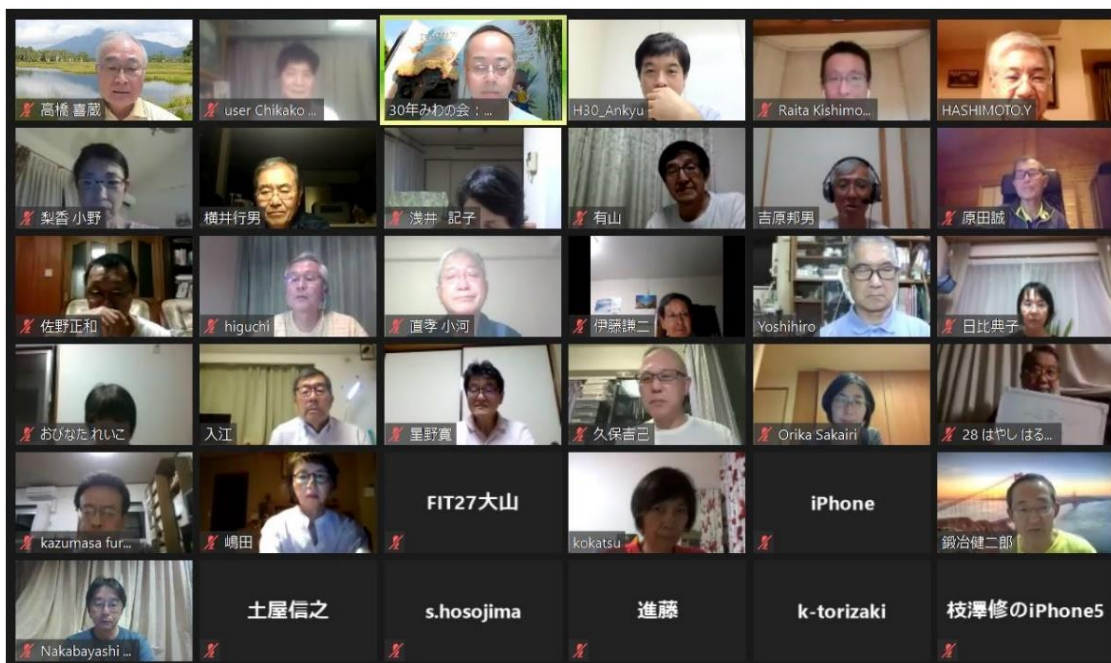 高橋 喜蔵
user Chikako ...
30年みわの会：...
H30_Ankyu
Raita Kishimo...
HASHIMOTO.Y
梨香 小野
横井行男
浅井 記子
有山
吉原邦男
原田誠
佐野正和
higuchi
直孝 小河
伊藤謙二
Yoshihiro
日比典子
おびなた れいこ
入江
星野寛
久保吉己
Orika Sakairi
28 はやし はる...
kazumasa fur...
嶋田
FIT27大山
kokatsu
iPhone
鍛冶健二郎
Nakabayashi ...
土屋信之
s.hosojima
進藤
k-torizaki
枝澤修のiPhone5